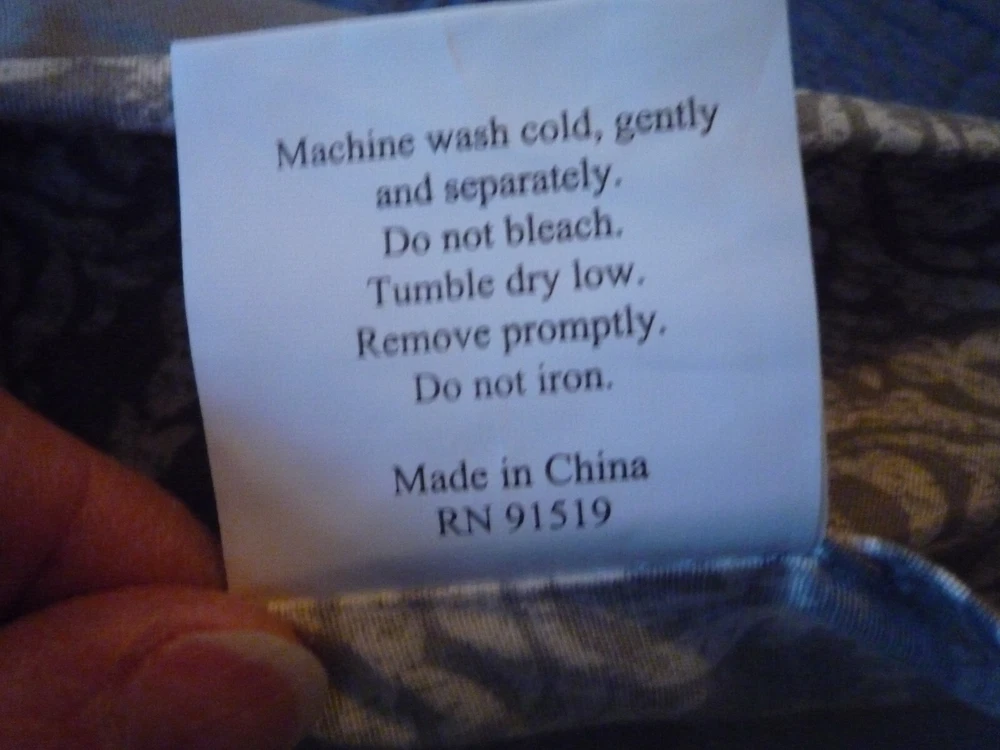 Machine wash cold, gently
and separately.
Do not bleach.
Tumble dry low.
Remove promptly.
Do not iron.
Made in China
RN 91519